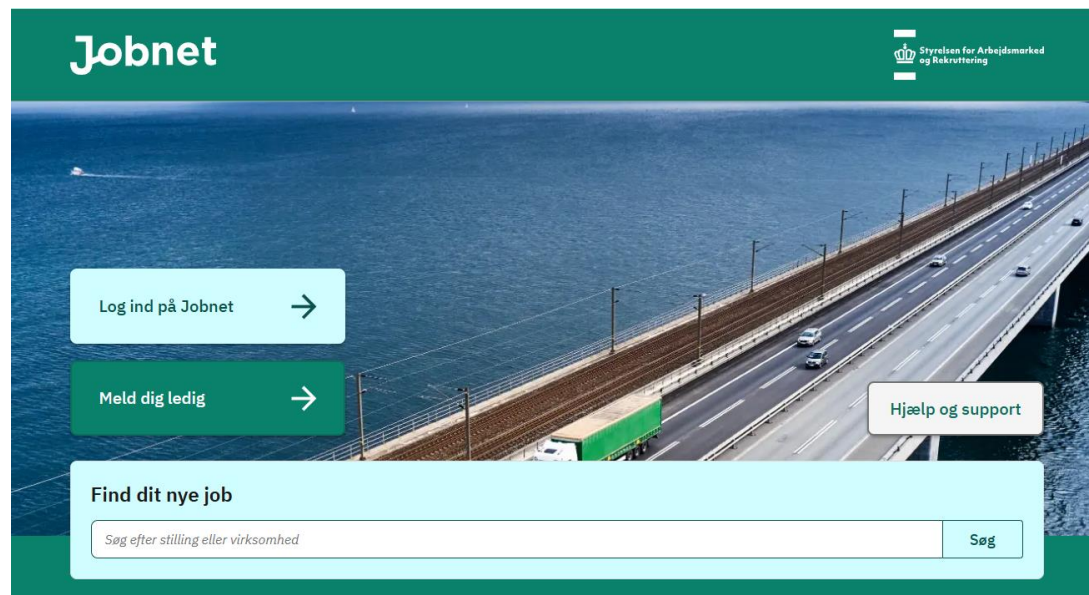 Jobnet
Styrelsen for Arbejdsmarked
og Rekruttering
Log ind på Jobnet
Meld dig ledig
Hjælp og support
Find dit nye job
Søg efter stilling eller virksomhed
Søg